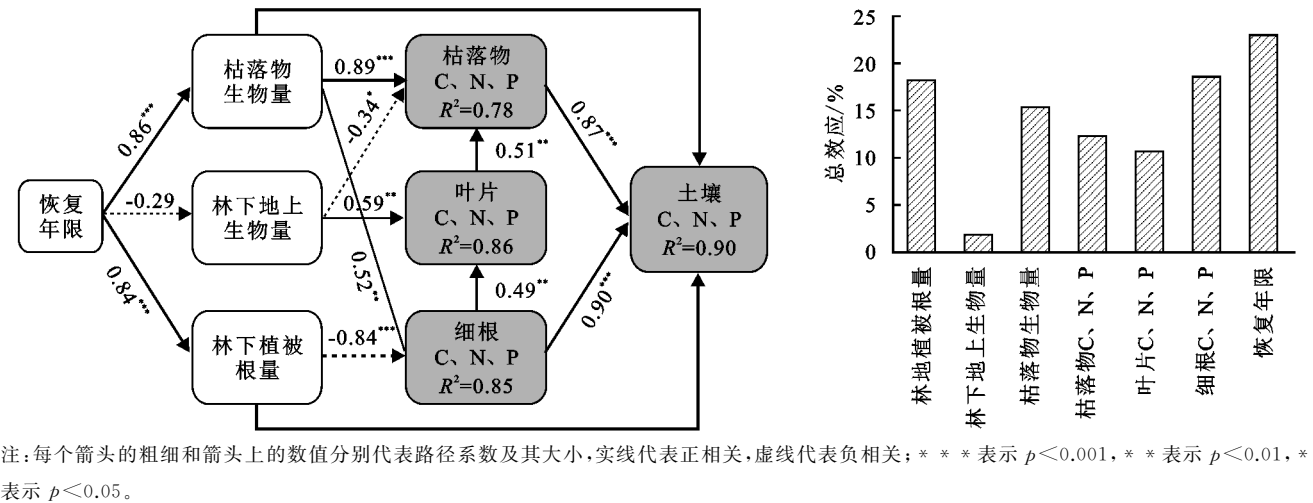 恢复
年限
0.86***
-0.29
0.84***
枯落物
生物量
林下地上
生物量
林下植被
根量
0.89***
-0.34*
0.59**
0.52**
-0.84***
枯落物
C、N、P
R²=0.78
0.51**
叶片
C、N、P
R²=0.86
0.49**
细根
C、N、P
R²=0.85
0.87***
0.90***
土壤
C、N、P
R²=0.90
总效应/%
25
20
15
10
5
0
林地植被根量
林下地上生物量
枯落物生物量
枯落物C、N、P
叶片C、N、P
细根C、N、P
恢复年限
注:每个箭头的粗细和箭头上的数值分别代表路径系数及其大小,实线代表正相关,虚线代表负相关;* * *表示 p<0.001,* *表示 p<0.01,*
表示 p<0.05。